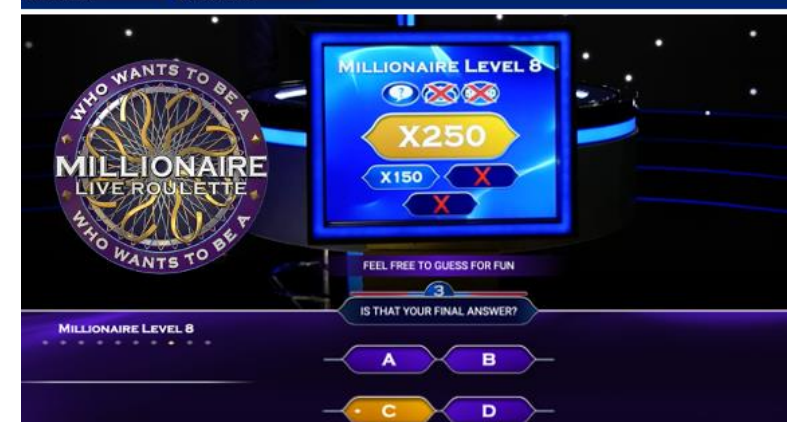 WHO WANTS TO BE A
MILLIONAIRE
LIVE ROULETTE
WHO WANTS TO BE A
MILLIONAIRE LEVEL 8
?
X250
X150
X
X
FEEL FREE TO GUESS FOR FUN
3
IS THAT YOUR FINAL ANSWER?
MILLIONAIRE LEVEL 8
A
B
C
D